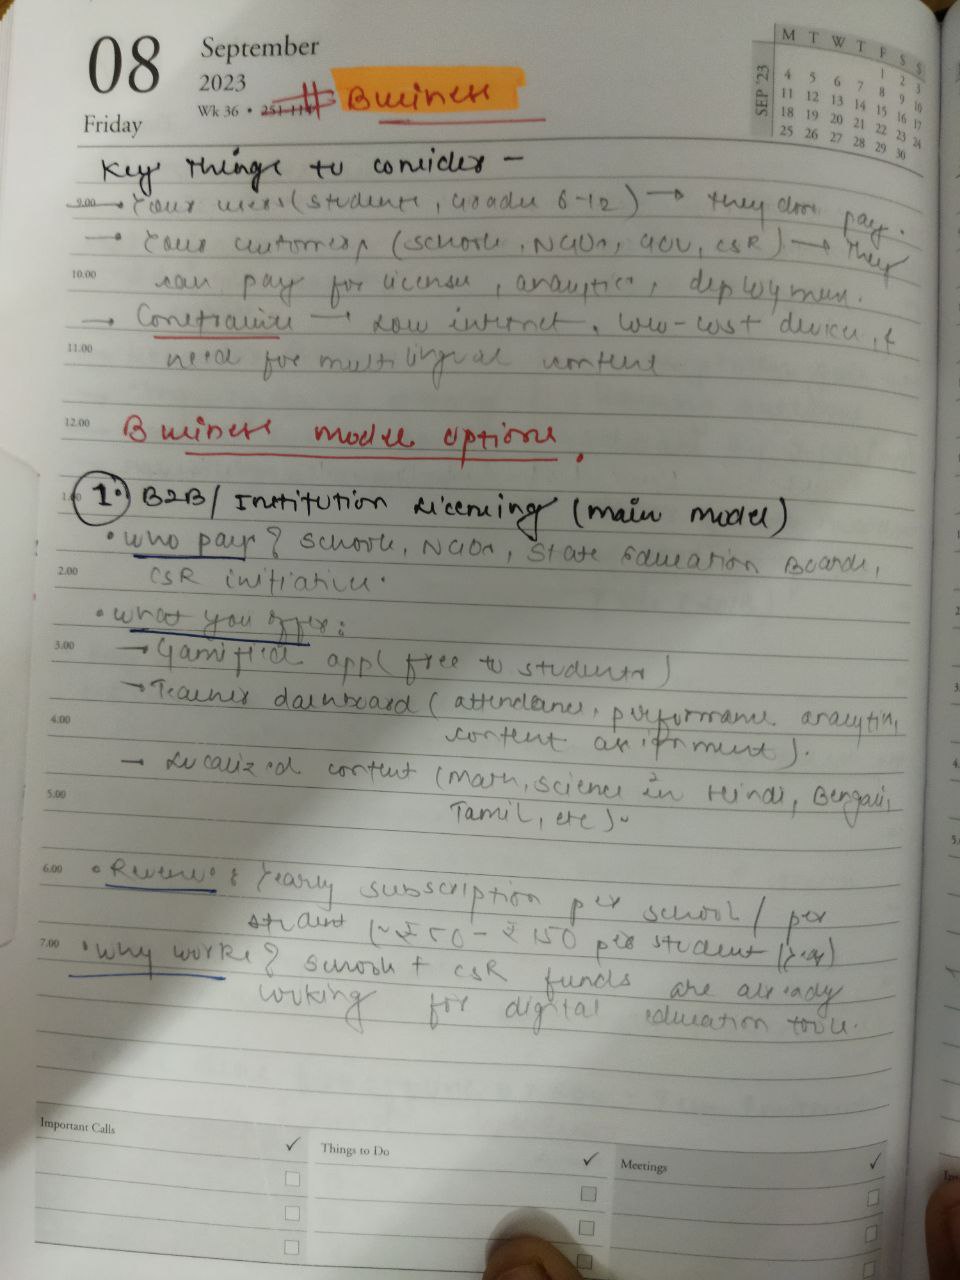 08
September
2023
Wk 36 •
Friday
# Business
SEP '23
M T W T F S S
1 2 3
4 5 6 7 8 9 10
11 12 13 14 15 16 17
18 19 20 21 22 23 24
25 26 27 28 29 30
Key Things to consider -
9.00 → Your users (students, Grades 6-12) → they don't pay.
→ Your customers (schools, NGOs, GOV, CSR) → They
10.00 can pay for license, analytics, deployment.
→ Constraints → Low internet, low-cost devices, &
11.00 need for multilingual content
12.00 Business model options.
1. B2B/ Institution Licensing (main model)
• who pays? schools, NGOs, State Education Boards,
2.00 CSR initiative.
• what you offer:
3.00 → Gamified app (free to students)
→ Teacher dashboard (attendance, performance analytics,
4.00 content assignment).
→ Localized content (Math, Science in Hindi, Bengali,
5.00 Tamil, etc).
6.00 • Revenue : Yearly subscription per school / per
student (~₹50 - ₹150 per student / year)
7.00 • why works? schools + CSR funds are already
working for digital education tools.
Important Calls ✓
Things to Do ✓
Meetings ✓